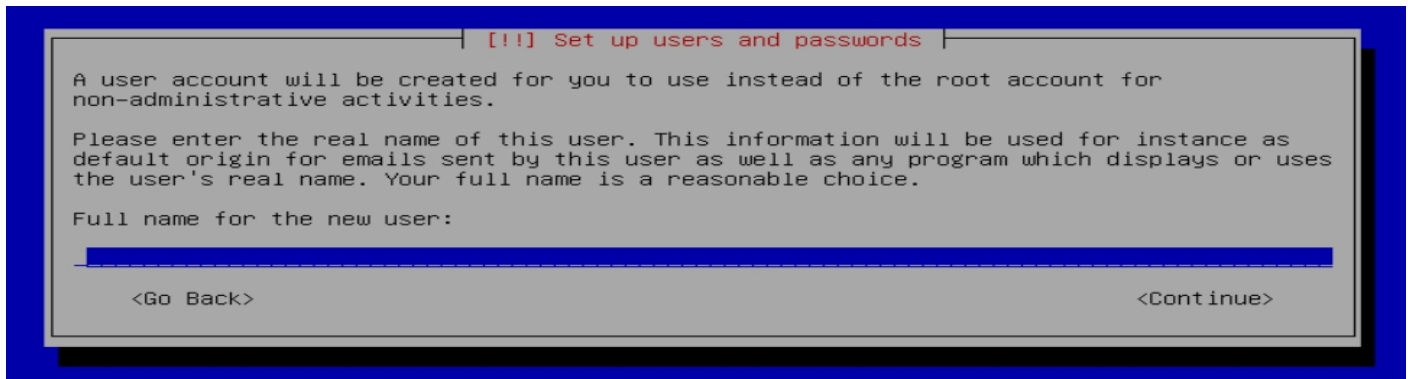 [!!] Set up users and passwords
A user account will be created for you to use instead of the root account for
non-administrative activities.
Please enter the real name of this user. This information will be used for instance as
default origin for emails sent by this user as well as any program which displays or uses
the user's real name. Your full name is a reasonable choice.
Full name for the new user:
<Go Back> <Continue>